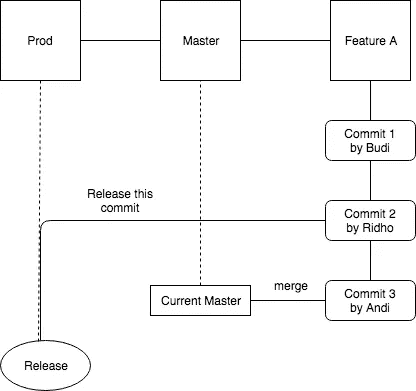 Prod
Master
Feature A
Commit 1
by Budi
Release this
commit
Commit 2
by Ridho
Current Master
merge
Commit 3
by Andi
Release